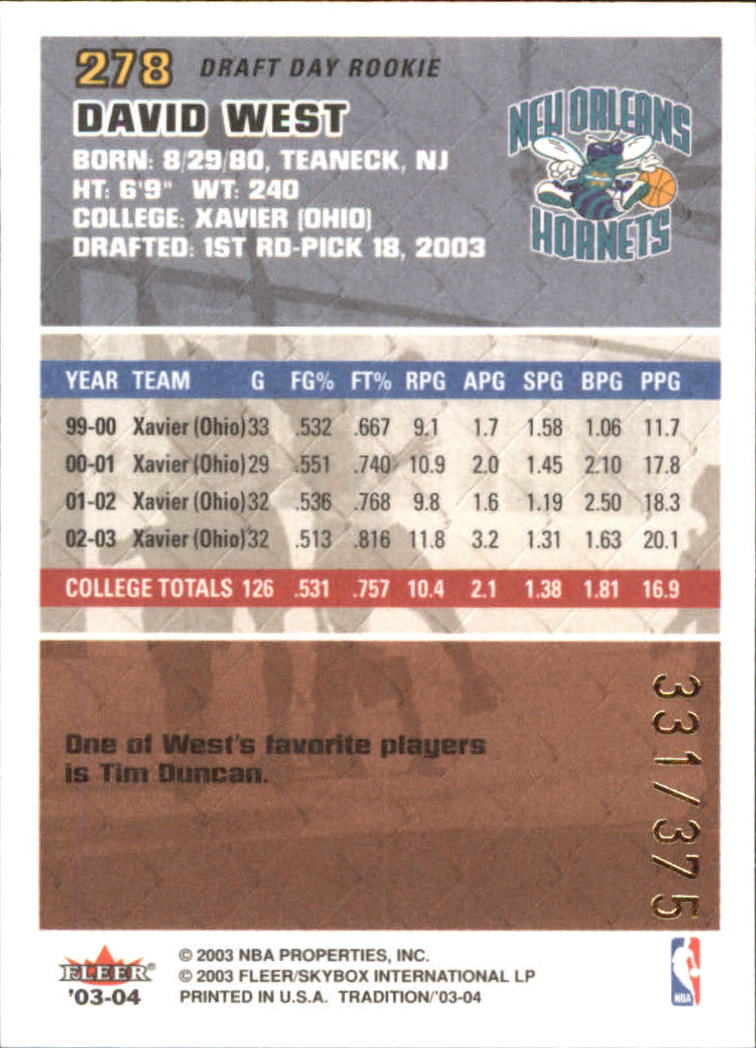 278 DRAFT DAY ROOKIE
DAVID WEST
BORN: 8/29/80, TEANECK, NJ
HT: 6'9" WT: 240
COLLEGE: XAVIER (OHIO)
DRAFTED: 1ST RD-PICK 18, 2003
NEW ORLEANS
HORNETS
YEAR TEAM G FG% FT% RPG APG SPG BPG PPG
99-00 Xavier (Ohio) 33 .532 .667 9.1 1.7 1.58 1.06 11.7
00-01 Xavier (Ohio) 29 .551 .740 10.9 2.0 1.45 2.10 17.8
01-02 Xavier (Ohio) 32 .536 .768 9.8 1.6 1.19 2.50 18.3
02-03 Xavier (Ohio) 32 .513 .816 11.8 3.2 1.31 1.63 20.1
COLLEGE TOTALS 126 .531 .757 10.4 2.1 1.38 1.81 16.9
One of West's favorite players
is Tim Duncan.
331/375
FLEER
'03-04
© 2003 NBA PROPERTIES, INC.
© 2003 FLEER/SKYBOX INTERNATIONAL LP
PRINTED IN U.S.A. TRADITION/'03-04
NBA